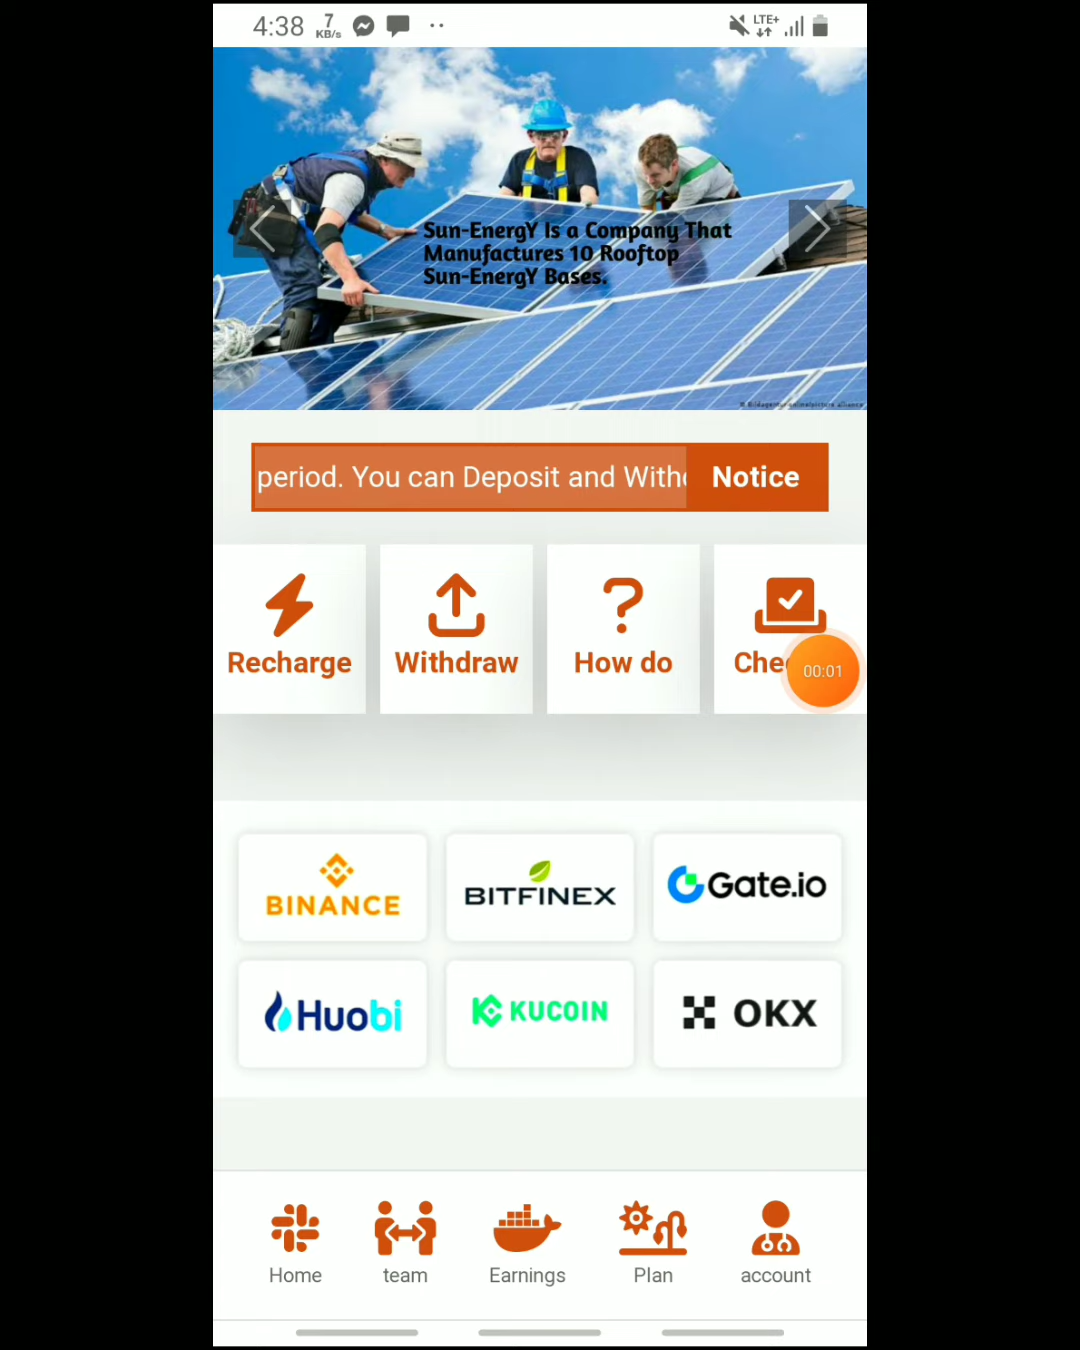 4:38 7 KB/s LTE+
Sun-EnergY Is a Company That
Manufactures 10 Rooftop
Sun-EnergY Bases.
period. You can Deposit and Withd Notice
Recharge Withdraw How do Che
00:01
BINANCE BITFINEX Gate.io
Huobi KUCOIN OKX
Home team Earnings Plan account